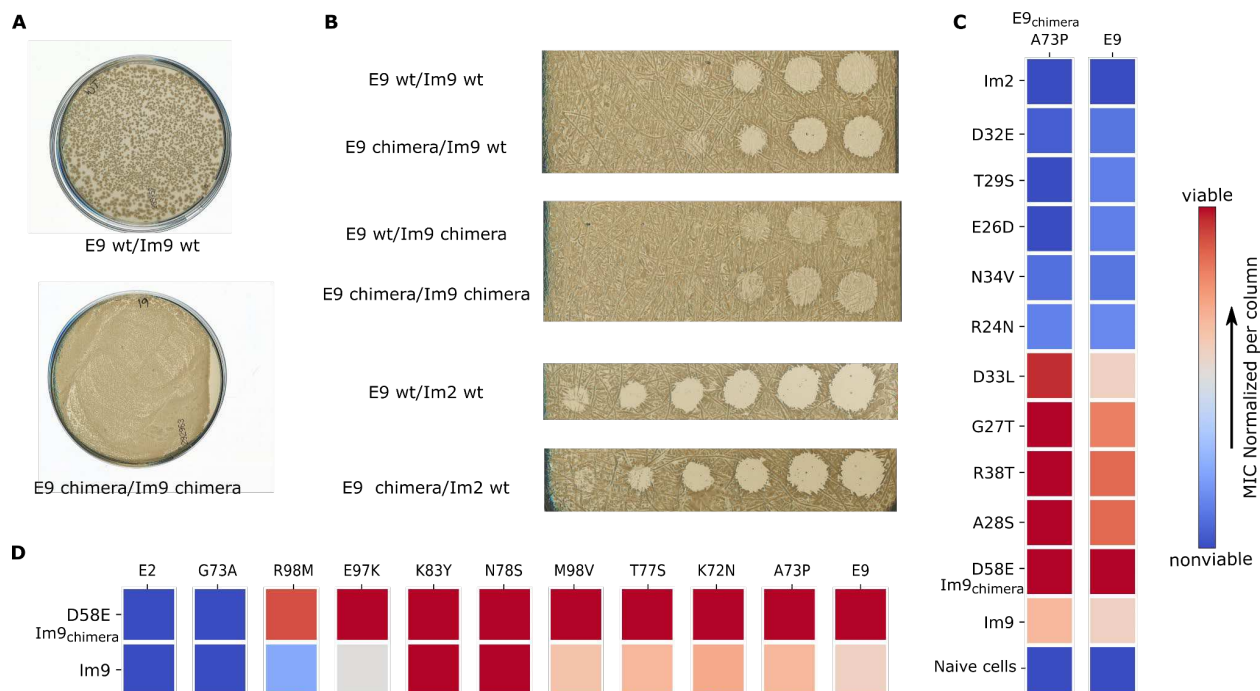 A
E9 wt/Im9 wt
19
E9 chimera/Im9 chimera
B
E9 wt/Im9 wt
E9 chimera/Im9 wt
E9 wt/Im9 chimera
E9 chimera/Im9 chimera
E9 wt/Im2 wt
E9 chimera/Im2 wt
C
E9chimera
A73P E9
Im2
D32E
T29S
E26D
N34V
R24N
D33L
G27T
R38T
A28S
D58E
Im9chimera
Im9
Naive cells
viable
MIC Normalized per column
nonviable
D
E2 G73A R98M E97K K83Y N78S M98V T77S K72N A73P E9
D58E
Im9chimera
Im9